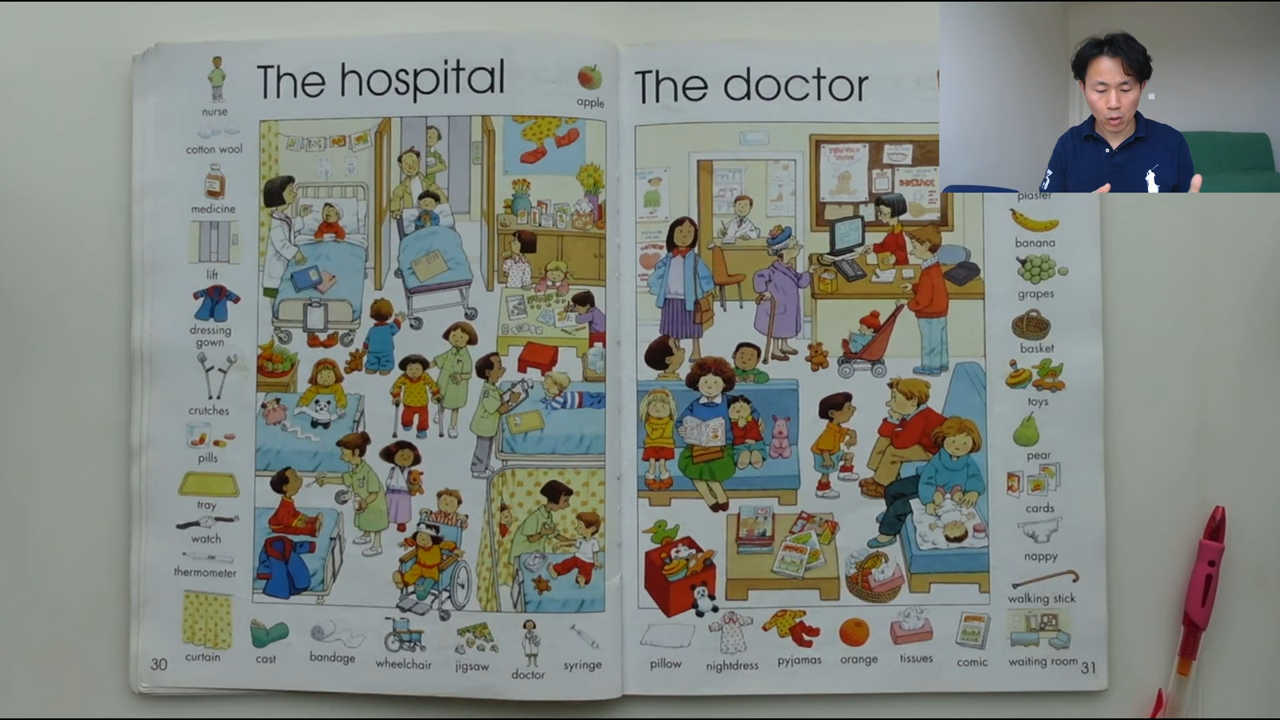 The hospital
apple
nurse
cotton wool
medicine
lift
dressing
gown
crutches
pills
tray
watch
thermometer
curtain
cast
bandage
wheelchair
jigsaw
doctor
syringe
30
The doctor
plaster
banana
grapes
basket
toys
pear
cards
nappy
walking stick
pillow
nightdress
pyjamas
orange
tissues
comic
waiting room
31